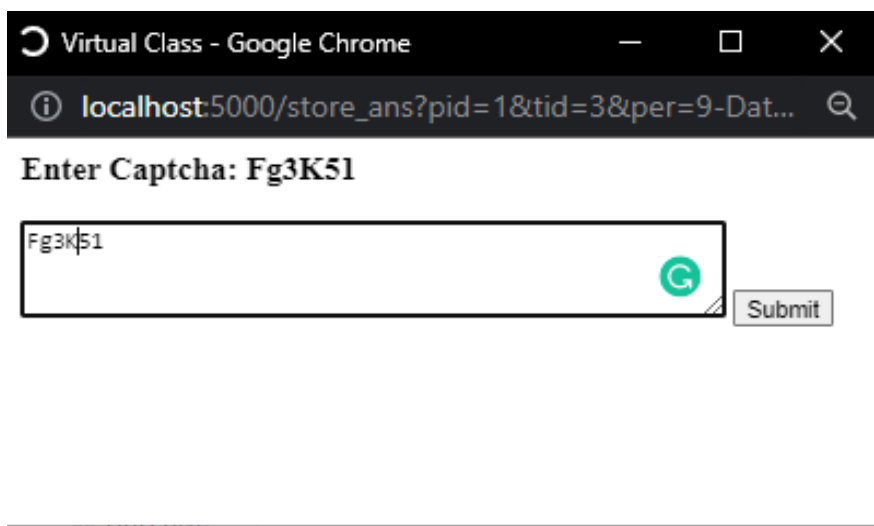 Virtual Class - Google Chrome
localhost:5000/store_ans?pid=1&tid=3&per=9-Dat...
Enter Captcha: Fg3K51
Fg3K51
Submit